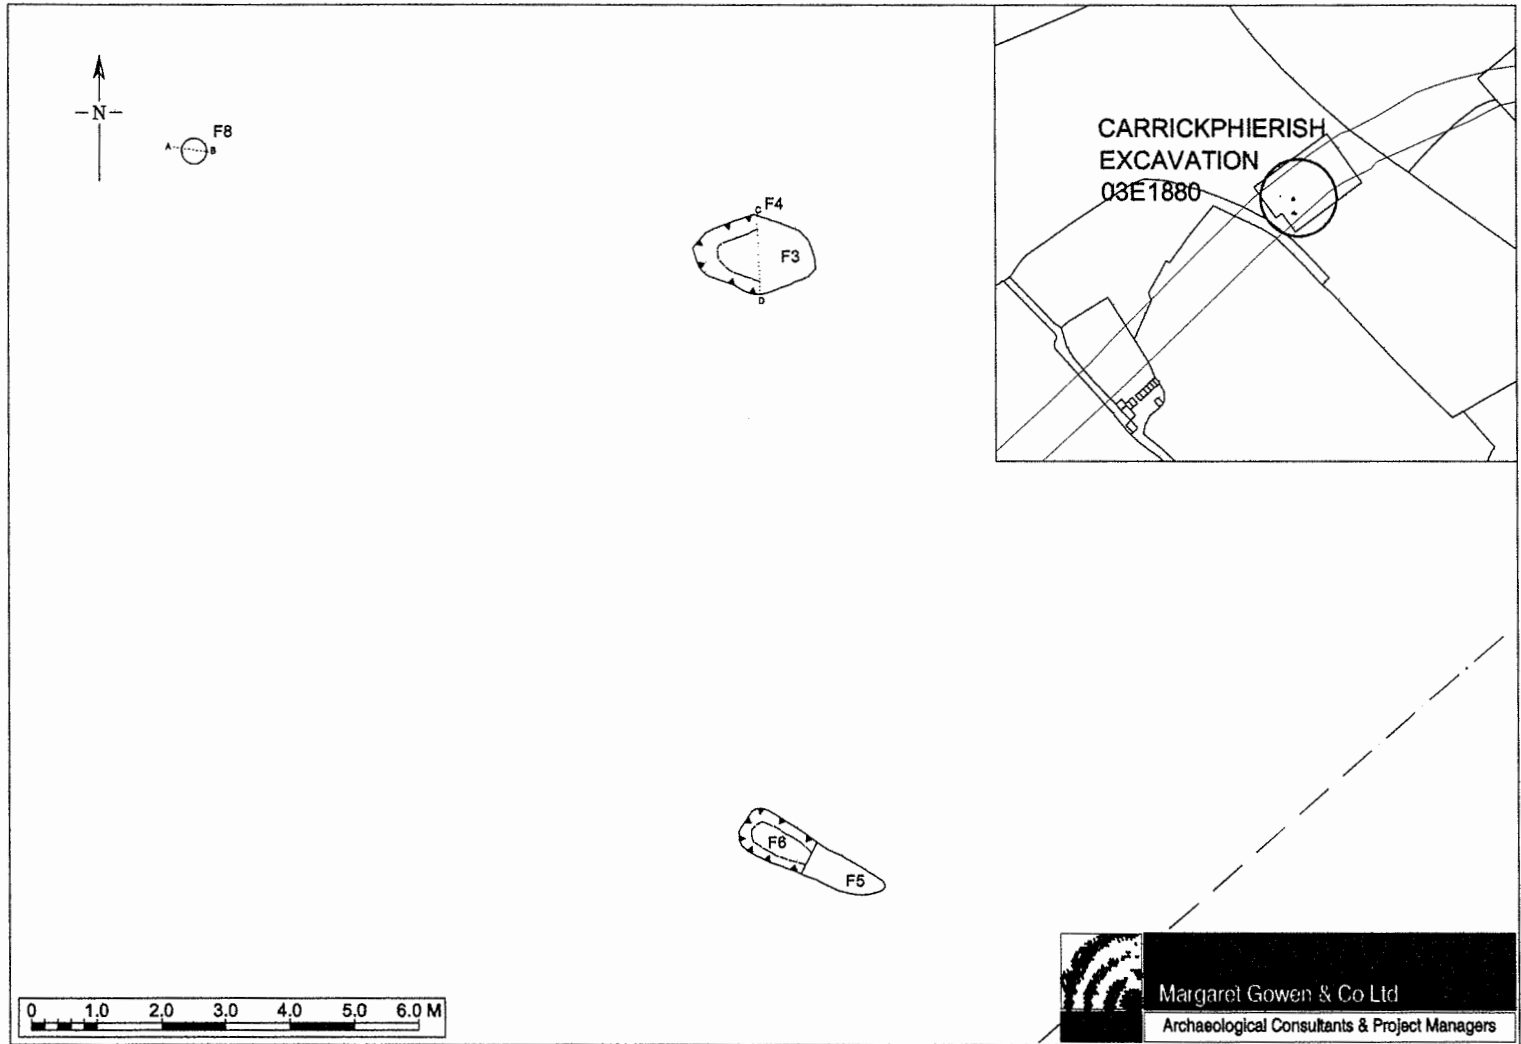 N
F8
A
B
F4
C
F3
D
CARRICKPHIERISH
EXCAVATION
03E1880
F6
F5
0 1.0 2.0 3.0 4.0 5.0 6.0 M
Margaret Gowen & Co Ltd
Archaeological Consultants & Project Managers